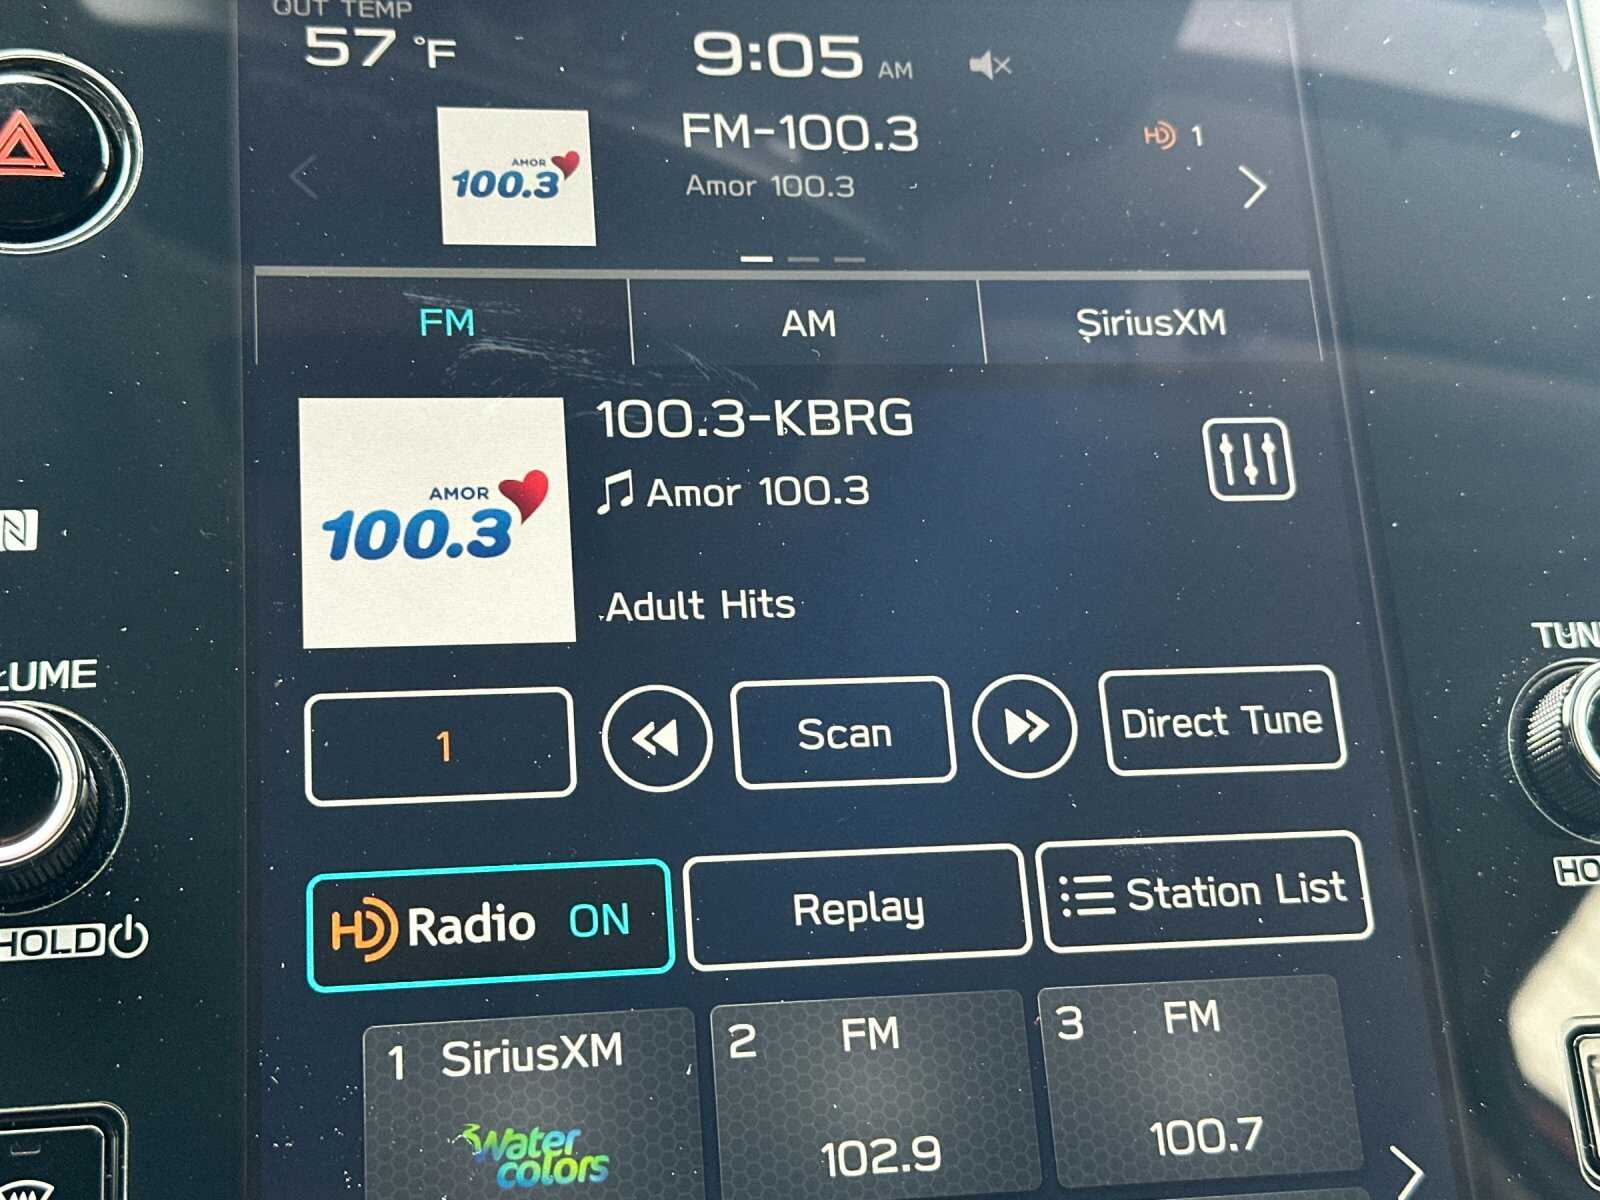 OUT TEMP
57 °F
9:05 AM
AMOR
100.3
FM-100.3
Amor 100.3
HD 1
FM
AM
SiriusXM
AMOR
100.3
100.3-KBRG
Amor 100.3
Adult Hits
1
Scan
Direct Tune
HD Radio ON
Replay
Station List
1 SiriusXM
Water
colors
2 FM
102.9
3 FM
100.7
N
LUME
HOLD
TUN
HO